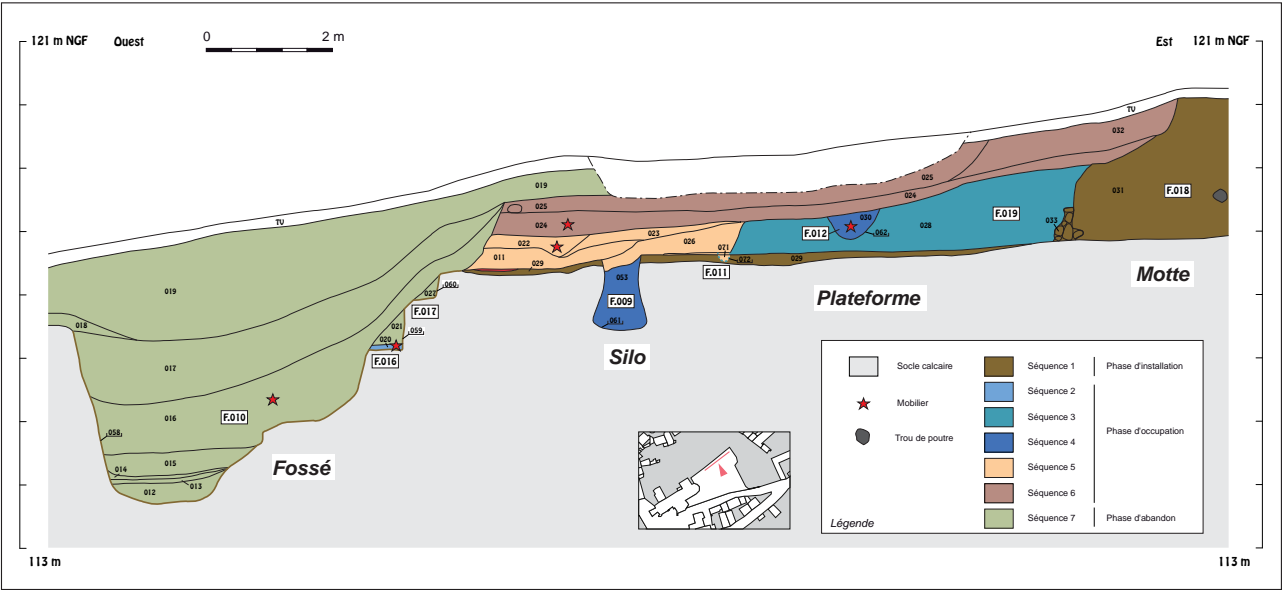 121 m NGF Ouest 0 2 m Est 121 m NGF
TU
032
019
025
031
F.018
025
024
030
F.019
024
033
023
F.012
062
028
TU
022
026
011
029
071
072
029
F.011
Motte
060
053
Plateforme
027
019
F.017
F.009
018
021
059
061
020
Silo
F.016
017
016
F.010
058
015
014
013
012
Fossé
Socle calcaire
Mobilier
Trou de poutre
Séquence 1 Phase d'installation
Séquence 2
Séquence 3
Phase d'occupation
Séquence 4
Séquence 5
Séquence 6
Séquence 7 Phase d'abandon
Légende
113 m 113 m